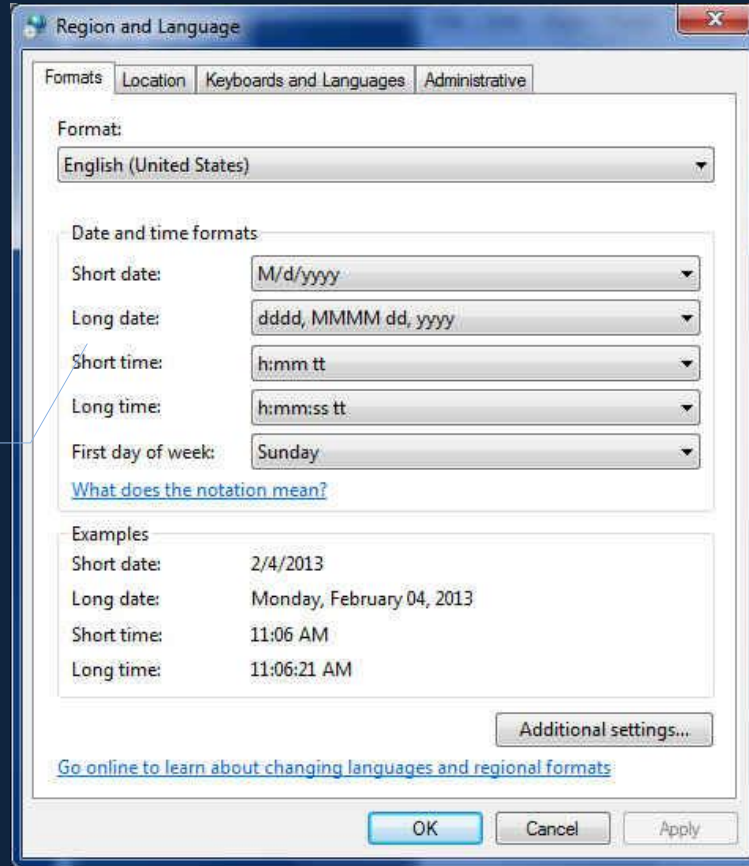 Region and Language
Formats Location Keyboards and Languages Administrative
Format:
English (United States)
Date and time formats
Short date: M/d/yyyy
Long date: dddd, MMMM dd, yyyy
Short time: h:mm tt
Long time: h:mm:ss tt
First day of week: Sunday
What does the notation mean?
Examples
Short date: 2/4/2013
Long date: Monday, February 04, 2013
Short time: 11:06 AM
Long time: 11:06:21 AM
Additional settings...
Go online to learn about changing languages and regional formats
OK Cancel Apply